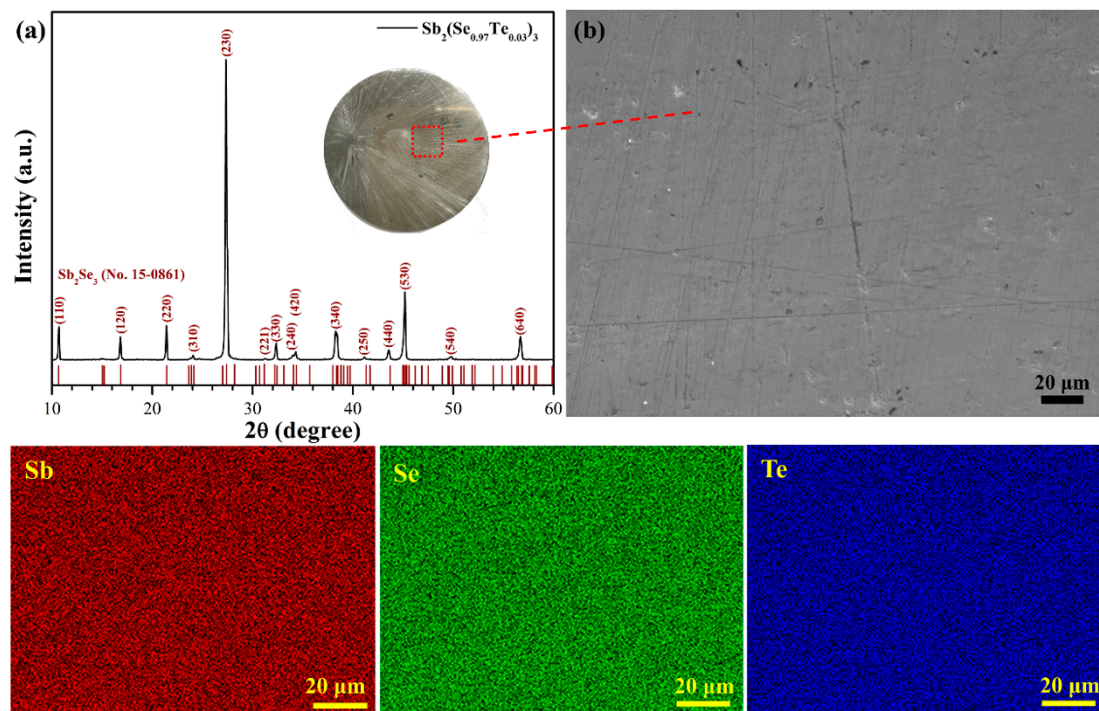 (a)
Sb₂(Se₀.₉₇Te₀.₀₃)₃
Intensity (a.u.)
Sb₂Se₃ (No. 15-0861)
(110)
(120)
(220)
(310)
(230)
(221)
(330)
(240)
(420)
(340)
(250)
(440)
(530)
(540)
(640)
10 20 30 40 50 60
2θ (degree)
(b)
20 μm
Sb
20 μm
Se
20 μm
Te
20 μm